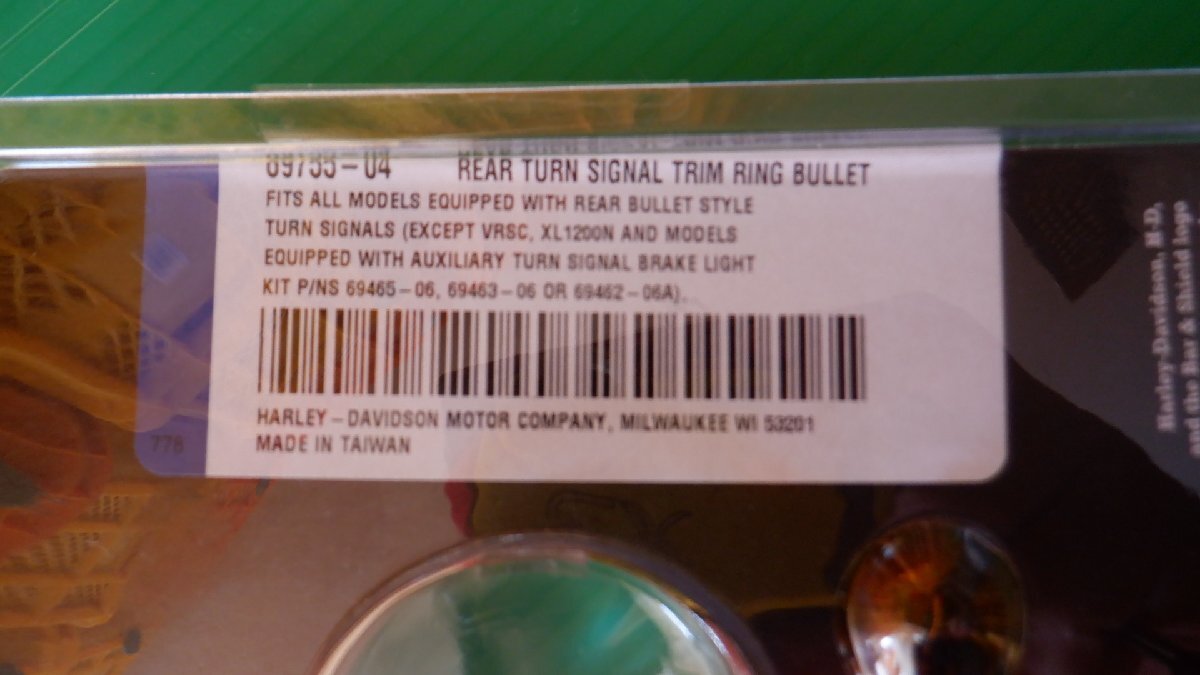 REAR TURN SIGNAL TRIM RING BULLET
FITS ALL MODELS EQUIPPED WITH REAR BULLET STYLE
TURN SIGNALS (EXCEPT VRSC, XL1200N AND MODELS
EQUIPPED WITH AUXILIARY TURN SIGNAL BRAKE LIGHT
KIT P/NS 69465-06, 69463-06 OR 69462-06A).
HARLEY-DAVIDSON MOTOR COMPANY, MILWAUKEE WI 53201
MADE IN TAIWAN
778
Harley-Davidson, H-D,
and the Bar & Shield logo